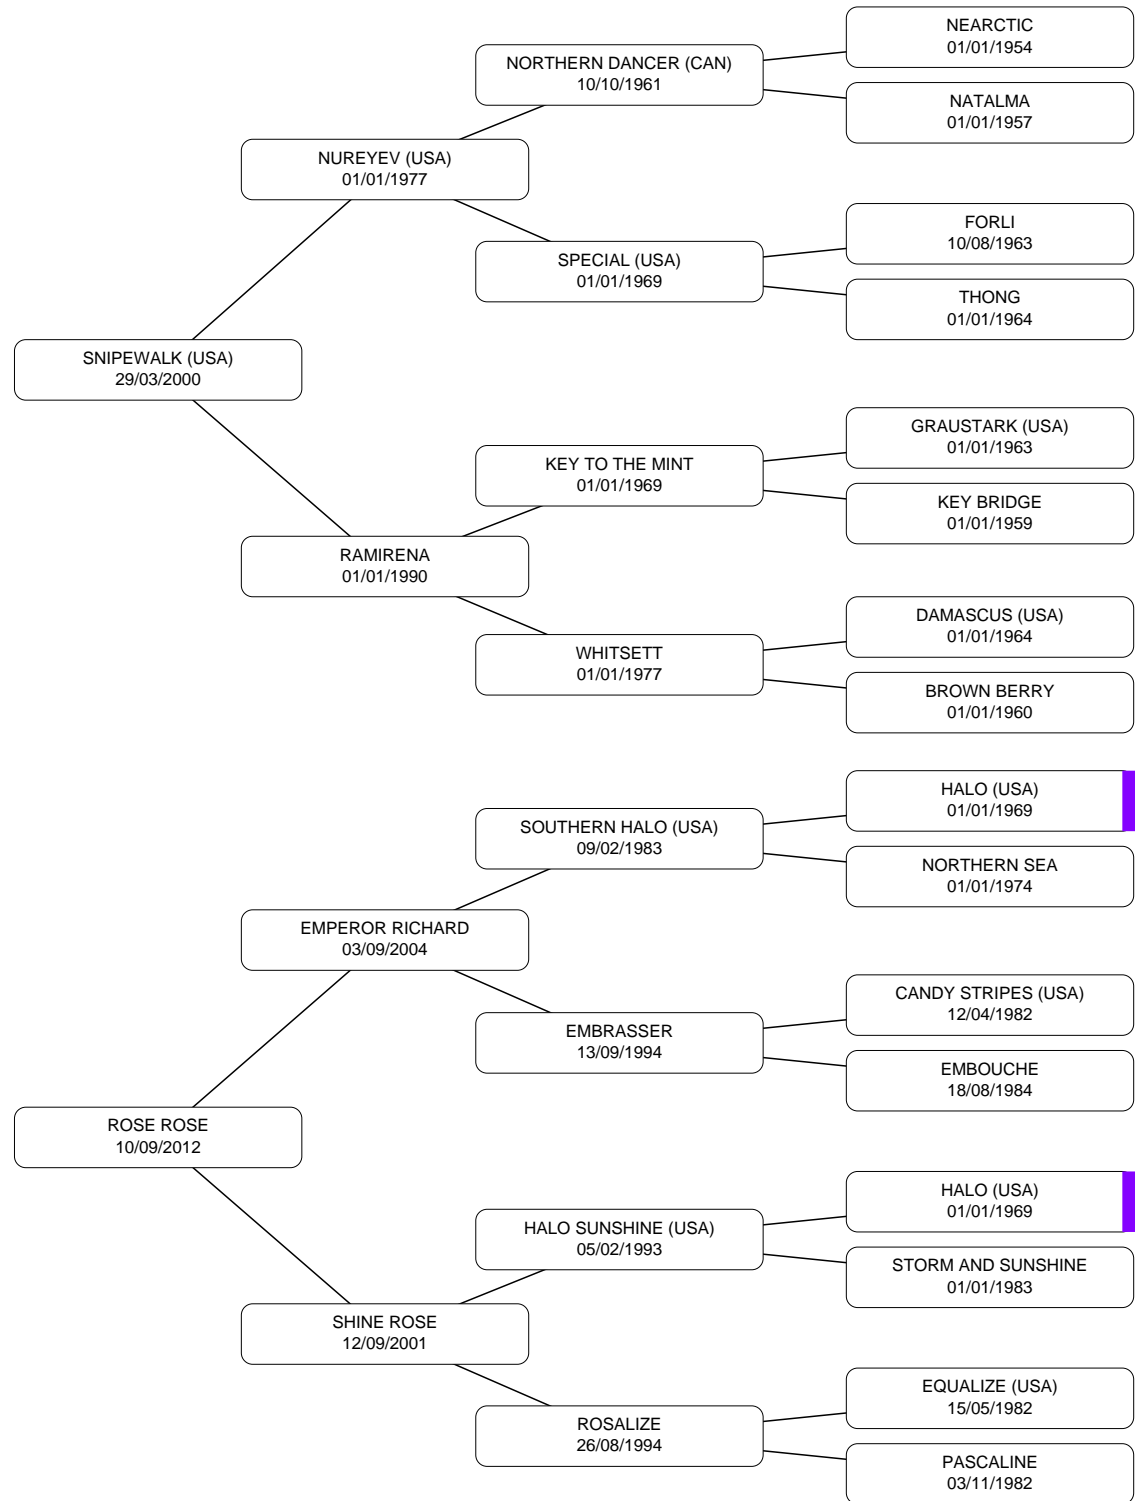 NEARCTIC
01/01/1954
NORTHERN DANCER (CAN)
10/10/1961
NATALMA
01/01/1957
NUREYEV (USA)
01/01/1977
FORLI
10/08/1963
SPECIAL (USA)
01/01/1969
THONG
01/01/1964
SNIPEWALK (USA)
29/03/2000
GRAUSTARK (USA)
01/01/1963
KEY TO THE MINT
01/01/1969
KEY BRIDGE
01/01/1959
RAMIRENA
01/01/1990
DAMASCUS (USA)
01/01/1964
WHITSETT
01/01/1977
BROWN BERRY
01/01/1960
HALO (USA)
01/01/1969
SOUTHERN HALO (USA)
09/02/1983
NORTHERN SEA
01/01/1974
EMPEROR RICHARD
03/09/2004
CANDY STRIPES (USA)
12/04/1982
EMBRASSER
13/09/1994
EMBOUCHE
18/08/1984
ROSE ROSE
10/09/2012
HALO (USA)
01/01/1969
HALO SUNSHINE (USA)
05/02/1993
STORM AND SUNSHINE
01/01/1983
SHINE ROSE
12/09/2001
EQUALIZE (USA)
15/05/1982
ROSALIZE
26/08/1994
PASCALINE
03/11/1982